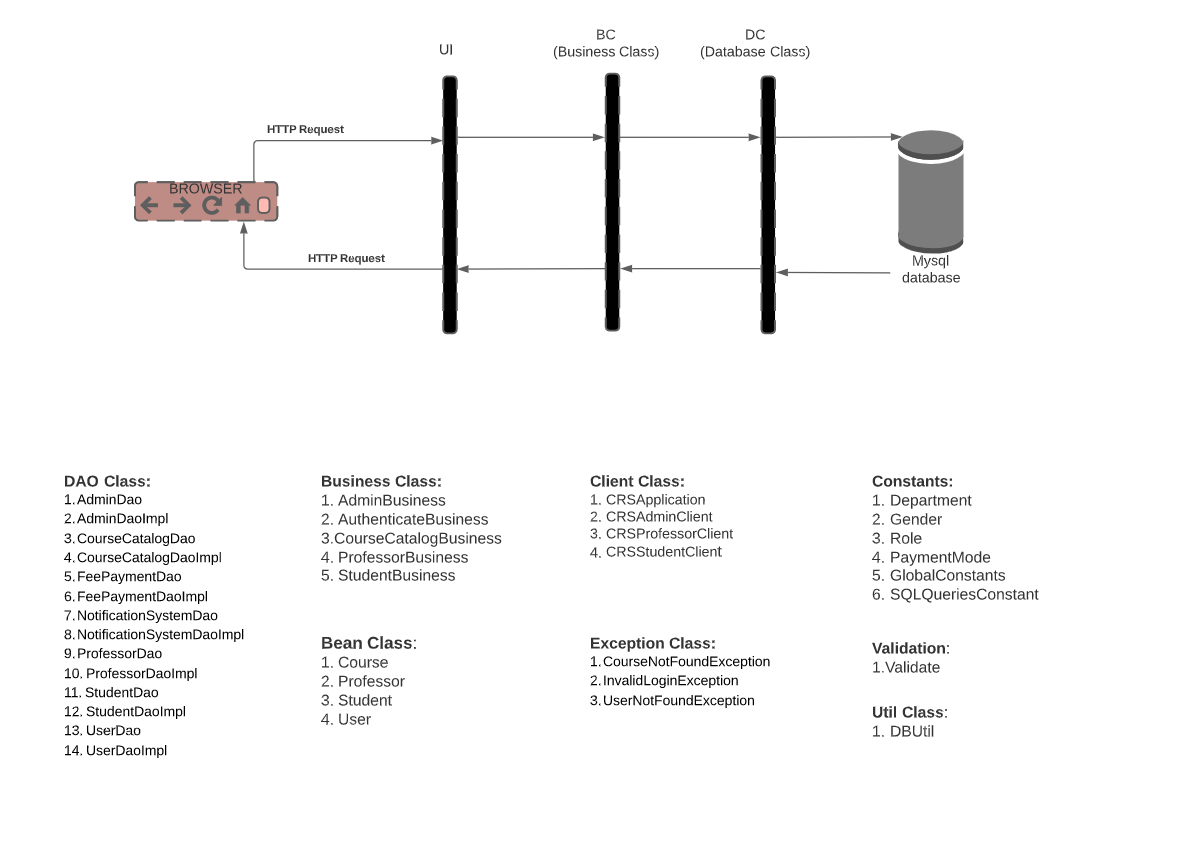 UI
BC
(Business Class)
DC
(Database Class)
HTTP Request
BROWSER
HTTP Request
Mysql
database
DAO Class:
1.AdminDao
2.AdminDaoImpl
3.CourseCatalogDao
4.CourseCatalogDaoImpl
5.FeePaymentDao
6.FeePaymentDaoImpl
7.NotificationSystemDao
8.NotificationSystemDaoImpl
9.ProfessorDao
10. ProfessorDaoImpl
11. StudentDao
12. StudentDaoImpl
13. UserDao
14. UserDaoImpl
Business Class:
1. AdminBusiness
2. AuthenticateBusiness
3.CourseCatalogBusiness
4. ProfessorBusiness
5. StudentBusiness
Bean Class:
1. Course
2. Professor
3. Student
4. User
Client Class:
1. CRSApplication
2. CRSAdminClient
3. CRSProfessorClient
4. CRSStudentClient
Exception Class:
1.CourseNotFoundException
2.InvalidLoginException
3.UserNotFoundException
Constants:
1. Department
2. Gender
3. Role
4. PaymentMode
5. GlobalConstants
6. SQLQueriesConstant
Validation:
1.Validate
Util Class:
1. DBUtil